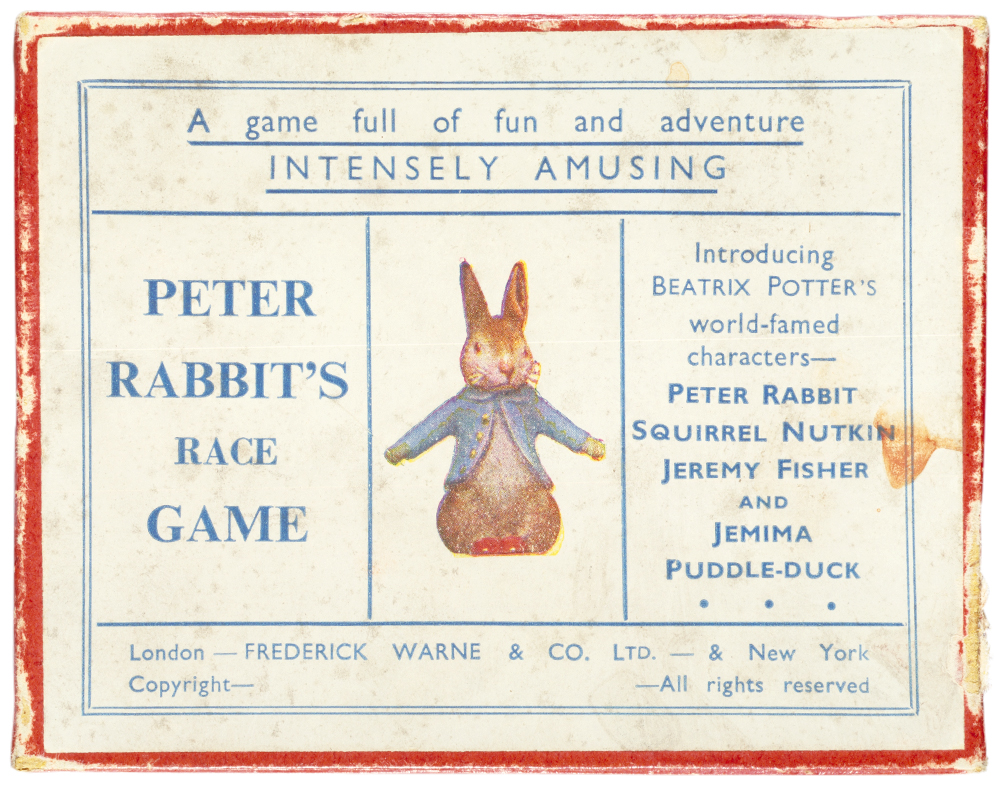 A game full of fun and adventure
INTENSELY AMUSING
PETER
RABBIT'S
RACE
GAME
Introducing
BEATRIX POTTER'S
world-famed
characters—
PETER RABBIT
SQUIRREL NUTKIN
JEREMY FISHER
AND
JEMIMA
PUDDLE-DUCK
• • •
London — FREDERICK WARNE & CO. LTD. — & New York
Copyright— —All rights reserved